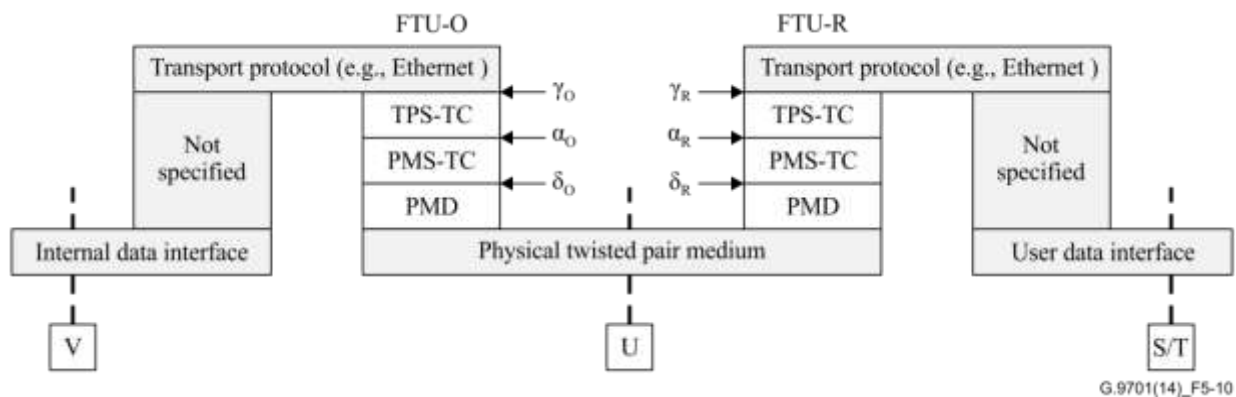 FTU-O
FTU-R
Transport protocol (e.g., Ethernet )
Transport protocol (e.g., Ethernet )
γO
γR
TPS-TC
TPS-TC
αO
αR
Not
specified
PMS-TC
PMS-TC
Not
specified
δO
δR
PMD
PMD
Internal data interface
Physical twisted pair medium
User data interface
V
U
S/T
G.9701(14)_F5-10